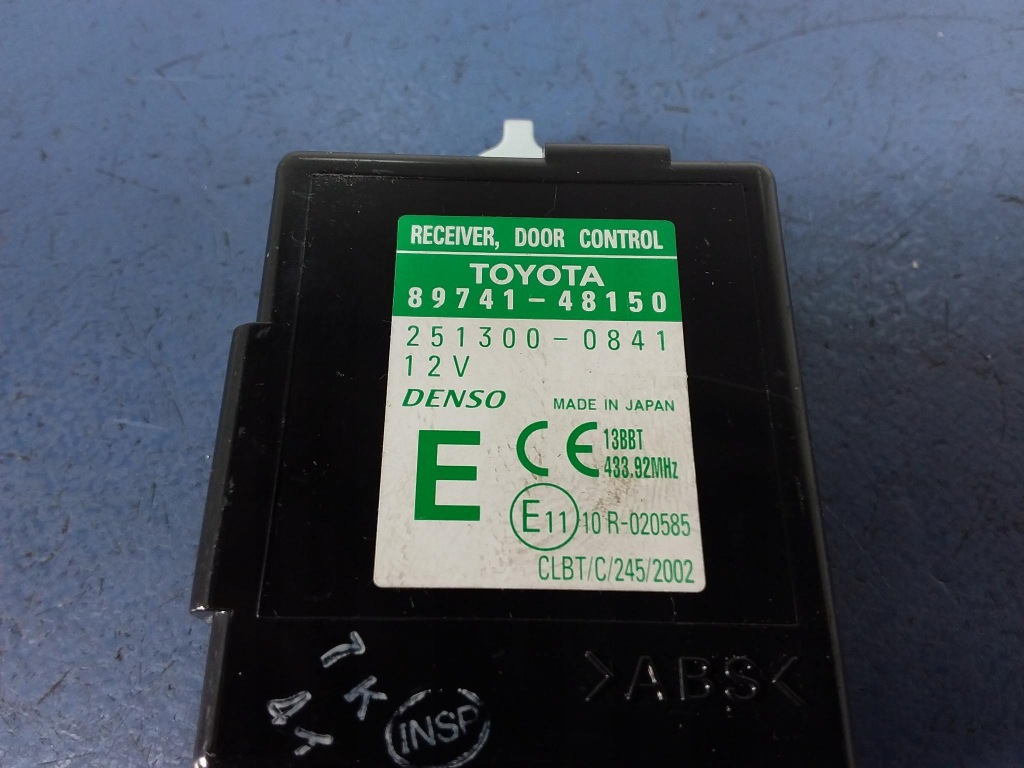 RECEIVER, DOOR CONTROL
TOYOTA
89741-48150
251300-0841
12V
DENSO MADE IN JAPAN
E CE 13BBT
433.92MHz
E11 10 R-020585
CLBT/C/245/2002
>ABS<
INSP